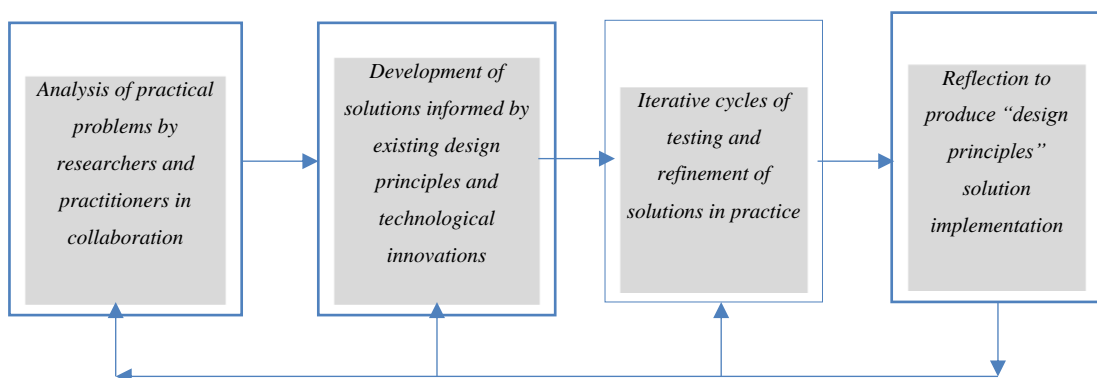 Analysis of practical
problems by
researchers and
practitioners in
collaboration
Development of
solutions informed by
existing design
principles and
technological
innovations
Iterative cycles of
testing and
refinement of
solutions in practice
Reflection to
produce “design
principles”
solution
implementation